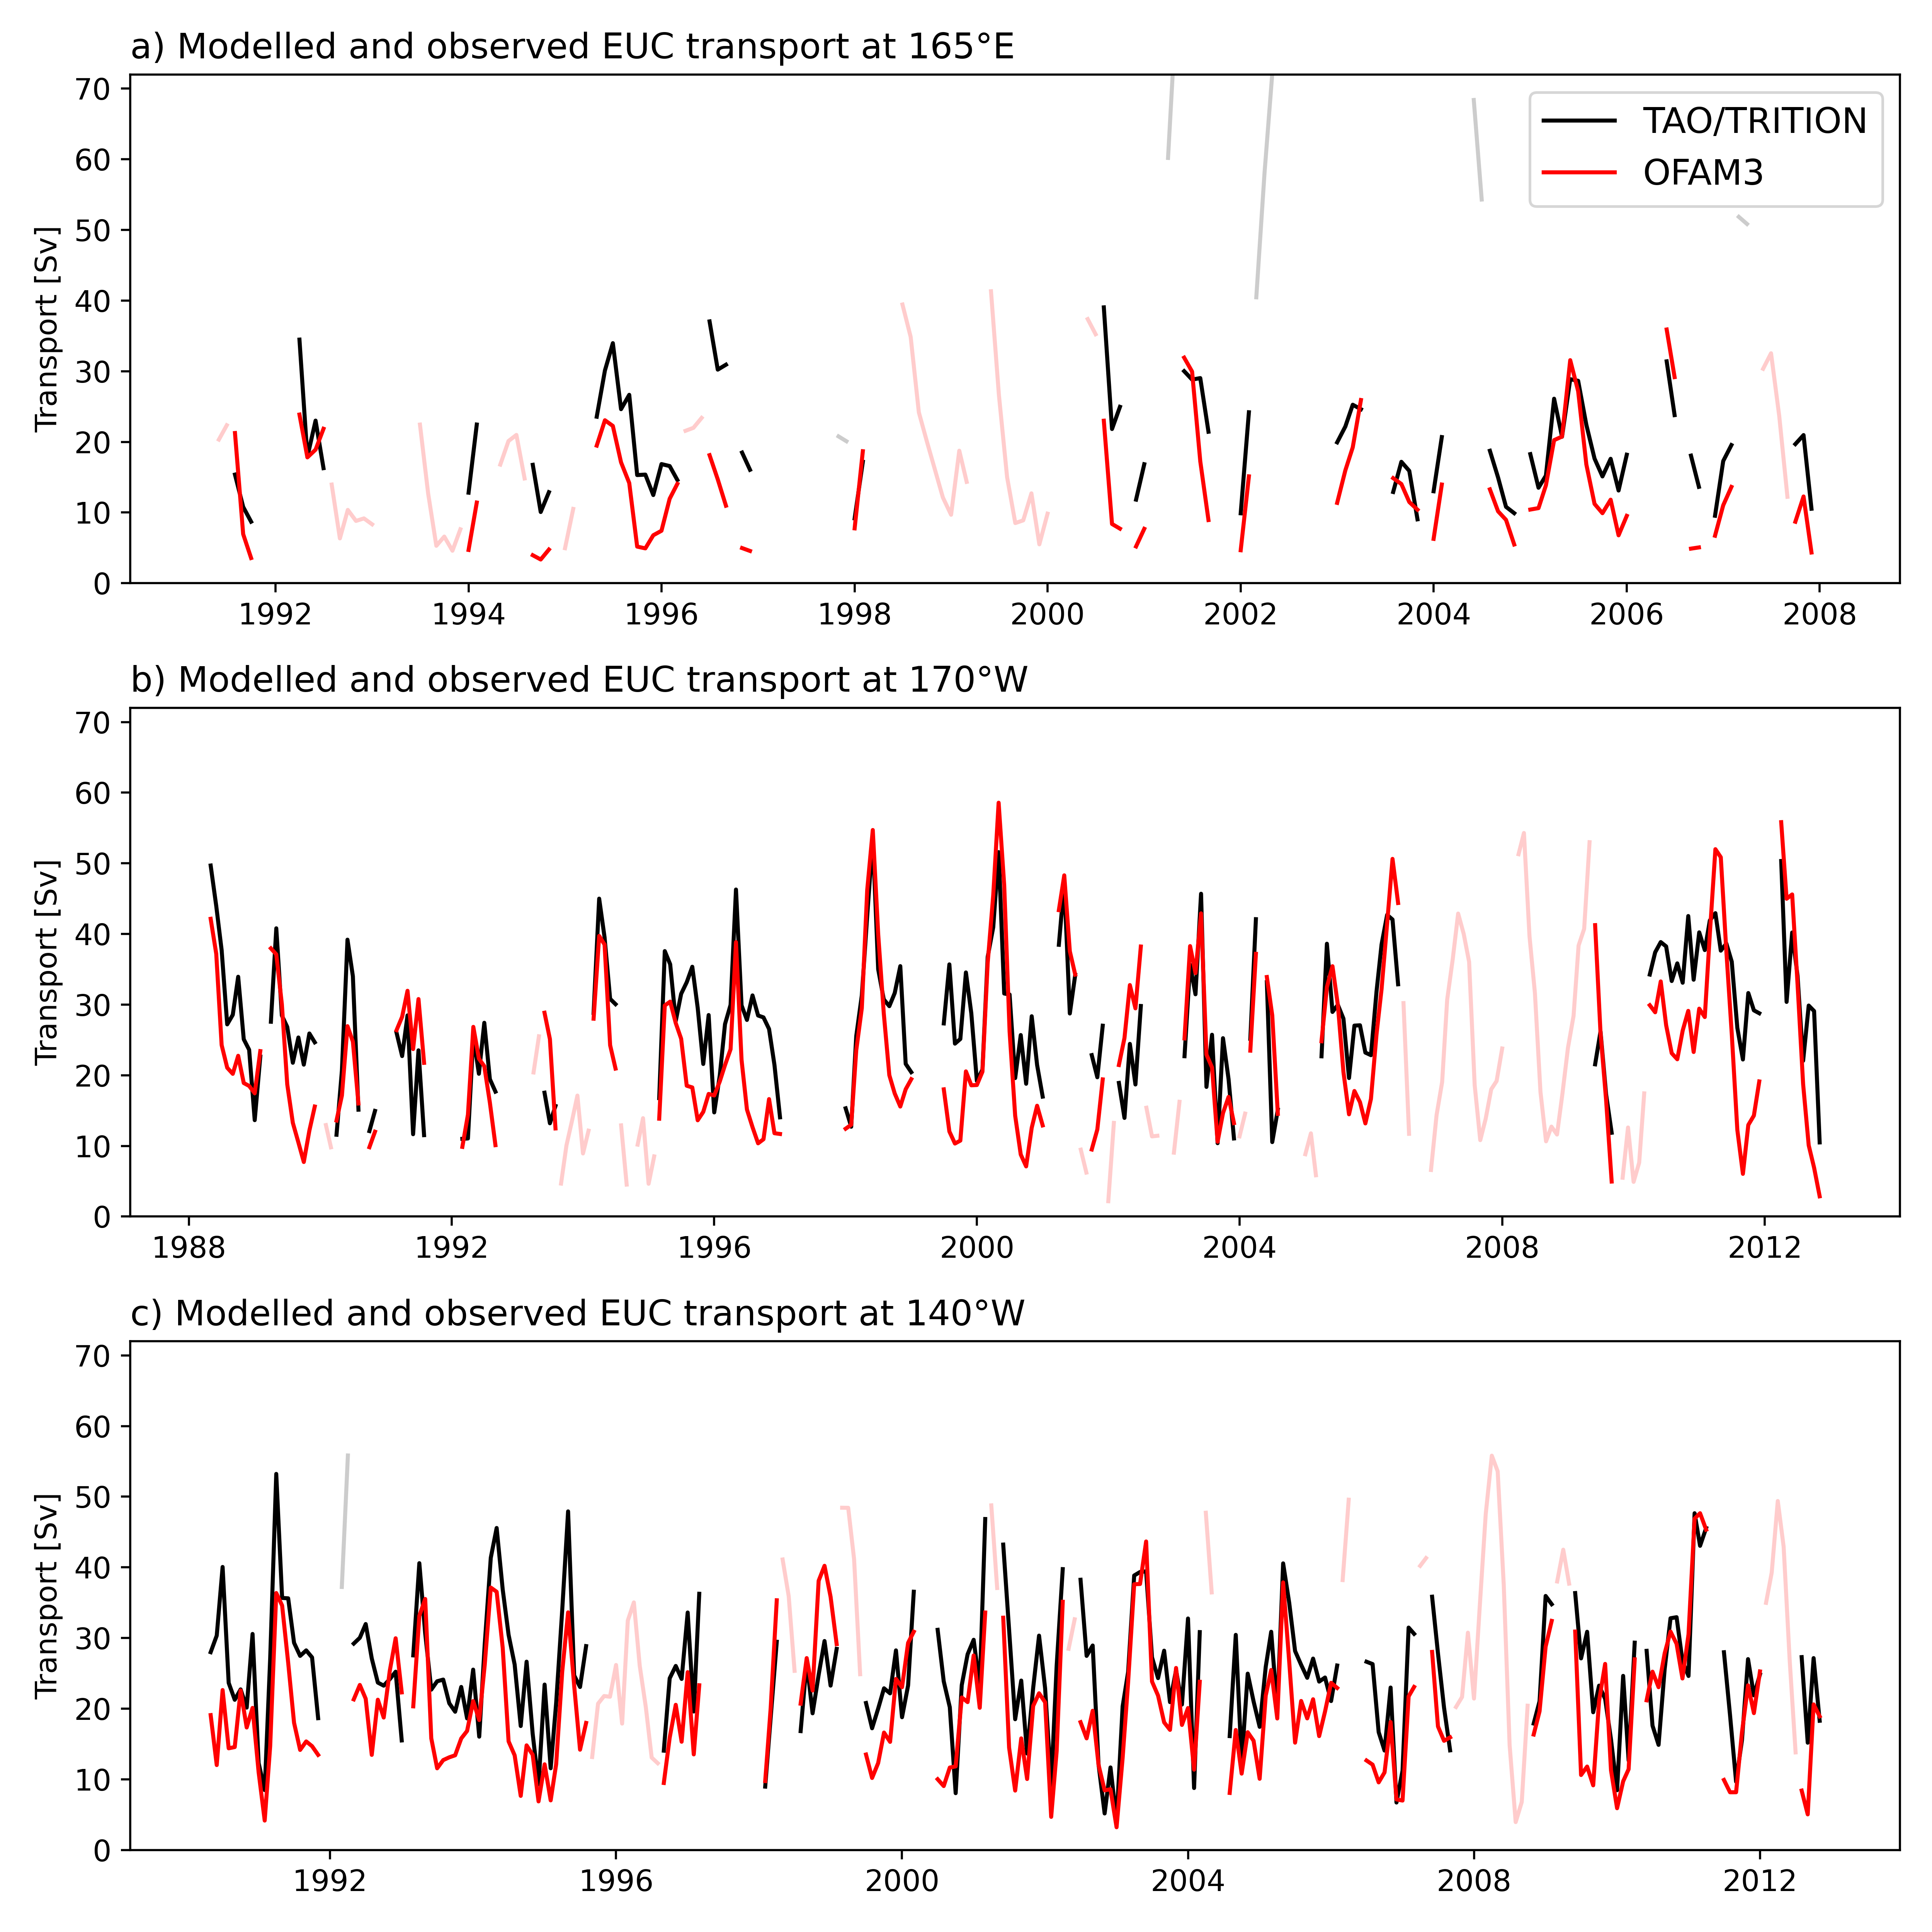 a) Modelled and observed EUC transport at 165°E
Transport [Sv]
70
60
50
40
30
20
10
0
TAO/TRITION
OFAM3
1992 1994 1996 1998 2000 2002 2004 2006 2008
b) Modelled and observed EUC transport at 170°W
Transport [Sv]
70
60
50
40
30
20
10
0
1988 1992 1996 2000 2004 2008 2012
c) Modelled and observed EUC transport at 140°W
Transport [Sv]
70
60
50
40
30
20
10
0
1992 1996 2000 2004 2008 2012